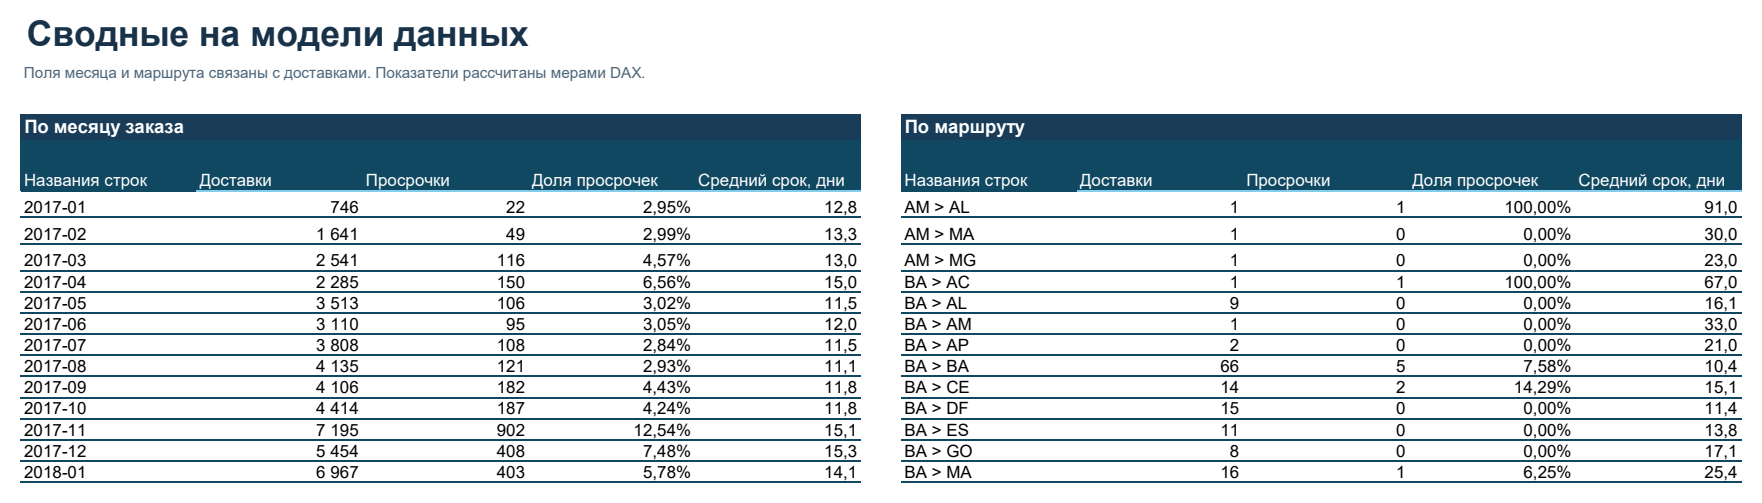 Сводные на модели данных
Поля месяца и маршрута связаны с доставками. Показатели рассчитаны мерами DAX.
По месяцу заказа
Названия строк Доставки Просрочки Доля просрочек Средний срок, дни
2017-01 746 22 2,95% 12,8
2017-02 1 641 49 2,99% 13,3
2017-03 2 541 116 4,57% 13,0
2017-04 2 285 150 6,56% 15,0
2017-05 3 513 106 3,02% 11,5
2017-06 3 110 95 3,05% 12,0
2017-07 3 808 108 2,84% 11,5
2017-08 4 135 121 2,93% 11,1
2017-09 4 106 182 4,43% 11,8
2017-10 4 414 187 4,24% 11,8
2017-11 7 195 902 12,54% 15,1
2017-12 5 454 408 7,48% 15,3
2018-01 6 967 403 5,78% 14,1
По маршруту
Названия строк Доставки Просрочки Доля просрочек Средний срок, дни
AM > AL 1 1 100,00% 91,0
AM > MA 1 0 0,00% 30,0
AM > MG 1 0 0,00% 23,0
BA > AC 1 1 100,00% 67,0
BA > AL 9 0 0,00% 16,1
BA > AM 1 0 0,00% 33,0
BA > AP 2 0 0,00% 21,0
BA > BA 66 5 7,58% 10,4
BA > CE 14 2 14,29% 15,1
BA > DF 15 0 0,00% 11,4
BA > ES 11 0 0,00% 13,8
BA > GO 8 0 0,00% 17,1
BA > MA 16 1 6,25% 25,4